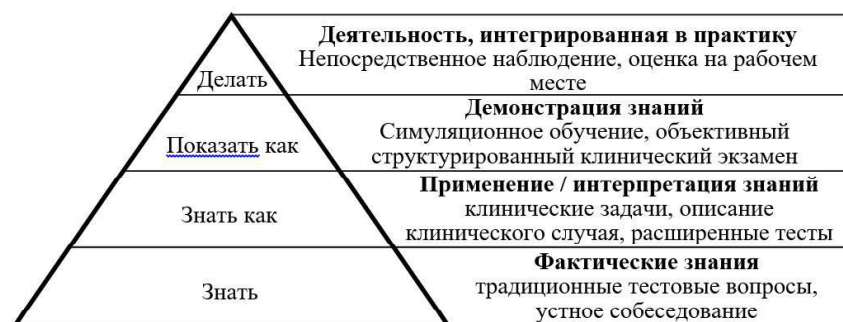 Деятельность, интегрированная в практику
Непосредственное наблюдение, оценка на рабочем
месте
Делать
Демонстрация знаний
Симуляционное обучение, объективный
структурированный клинический экзамен
Показать как
Применение / интерпретация знаний
клинические задачи, описание
клинического случая, расширенные тесты
Знать как
Фактические знания
традиционные тестовые вопросы,
устное собеседование
Знать